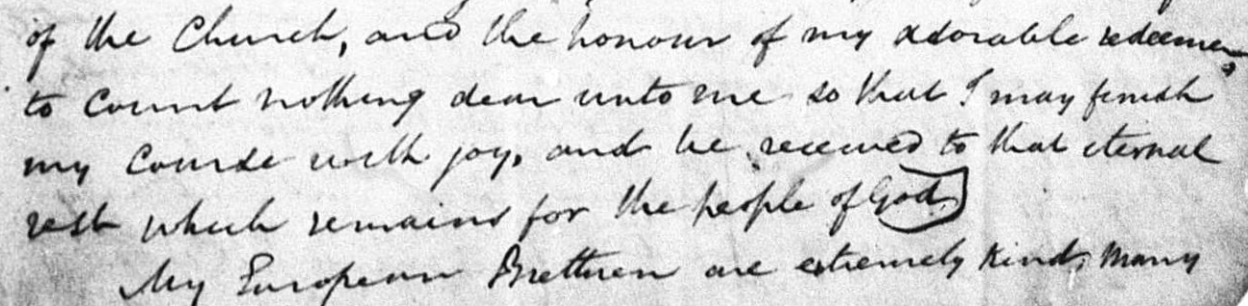 of the Church, and the honour of my adorable redeemer,
to count nothing dear unto me so that I may finish
my course with joy, and be received to that eternal
rest which remains for the people of God.
My European Brethren are extremely kind, many